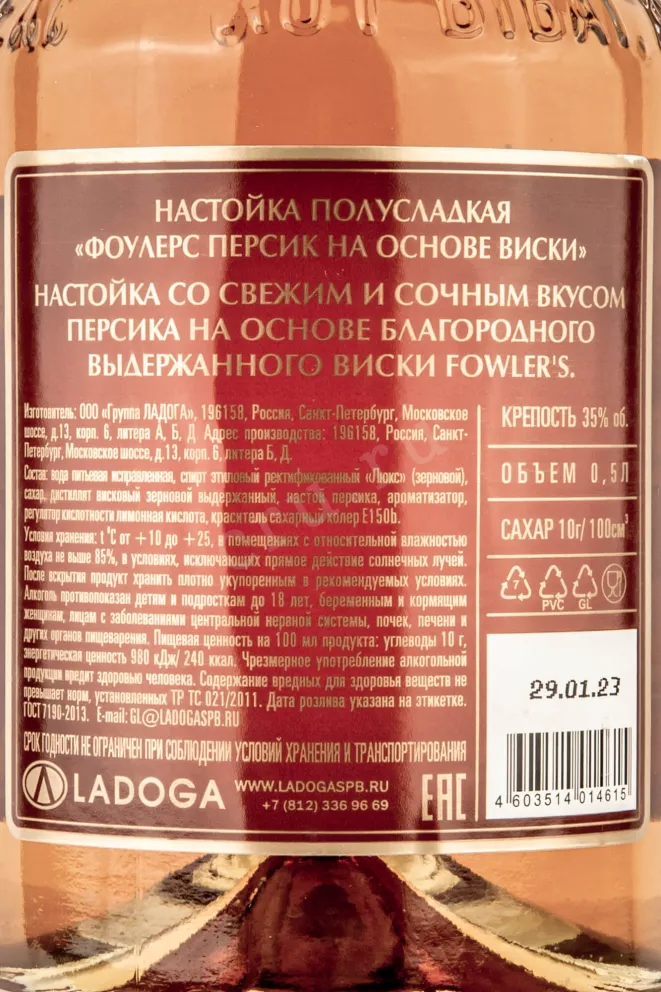 НАСТОЙКА ПОЛУСЛАДКАЯ
«ФОУЛЕРС ПЕРСИК НА ОСНОВЕ ВИСКИ»
НАСТОЙКА СО СВЕЖИМ И СОЧНЫМ ВКУСОМ
ПЕРСИКА НА ОСНОВЕ БЛАГОРОДНОГО
ВЫДЕРЖАННОГО ВИСКИ FOWLER'S.
Изготовитель: ООО «Группа ЛАДОГА», 196158, Россия, Санкт-Петербург, Московское
шоссе, д.13, корп. 6, литера А, Б, Д Адрес производства: 196158, Россия, Санкт-
Петербург, Московское шоссе, д.13, корп. 6, литера Б, Д.
Состав: вода питьевая исправленная, спирт этиловый ректификованный «Люкс» (зерновой),
сахар, дистиллят висковый зерновой выдержанный, настой персика, ароматизатор,
регулятор кислотности лимонная кислота, краситель сахарный колер Е150b.
Условия хранения: t °С от +10 до +25, в помещениях с относительной влажностью
воздуха не выше 85%, в условиях, исключающих прямое действие солнечных лучей.
После вскрытия продукт хранить плотно укупоренным в рекомендуемых условиях.
Алкоголь противопоказан детям и подросткам до 18 лет, беременным и кормящим
женщинам, лицам с заболеваниями центральной нервной системы, почек, печени и
других органов пищеварения. Пищевая ценность на 100 мл продукта: углеводы 10 г,
энергетическая ценность 980 кДж/ 240 ккал. Чрезмерное употребление алкогольной
продукции вредит здоровью человека. Содержание вредных для здоровья веществ не
превышает норм, установленных ТР ТС 021/2011. Дата розлива указана на этикетке.
ГОСТ 7190-2013. E-mail: GL@LADOGASPB.RU
СРОК ГОДНОСТИ НЕ ОГРАНИЧЕН ПРИ СОБЛЮДЕНИИ УСЛОВИЙ ХРАНЕНИЯ И ТРАНСПОРТИРОВАНИЯ
LADOGA
WWW.LADOGASPB.RU
+7 (812) 336 96 69
EAC
КРЕПОСТЬ 35% об.
ОБЪЕМ 0,5Л
САХАР 10г/100см³
7
PVC GL
29.01.23
4 603514 014615